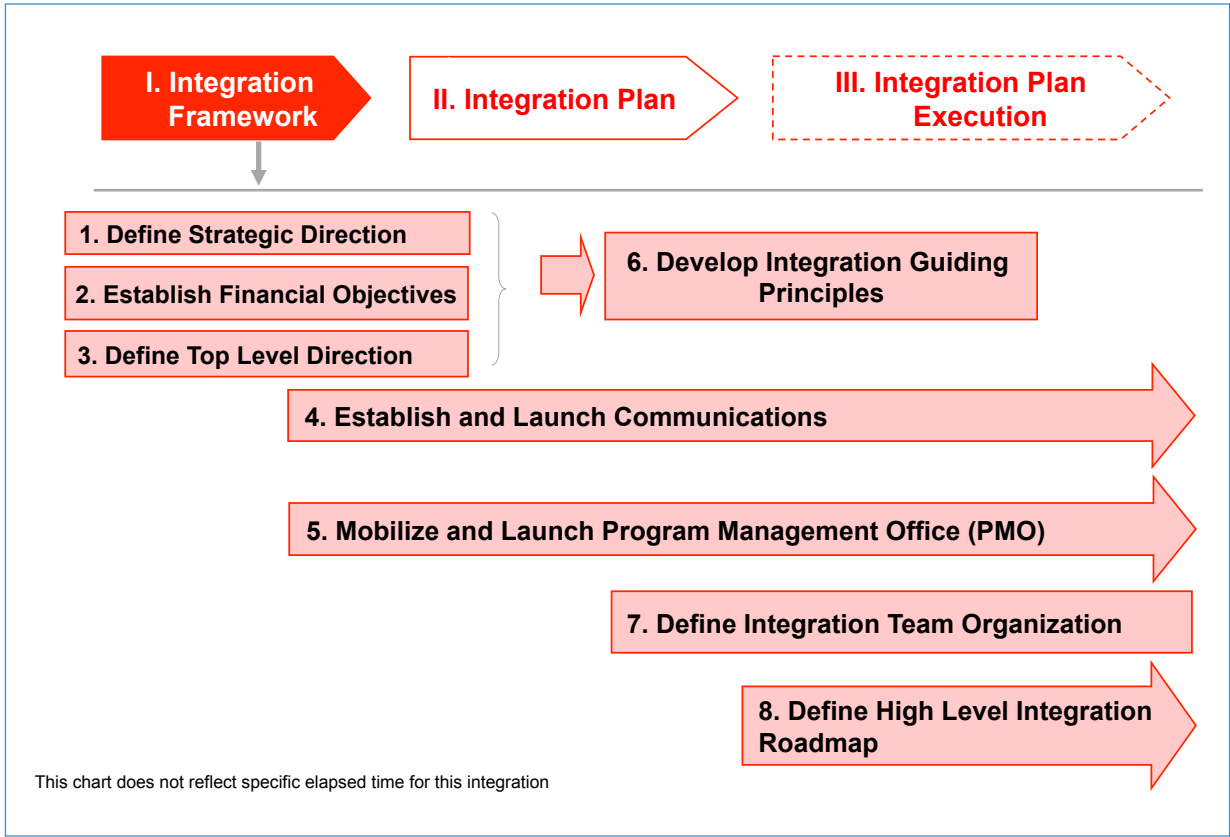 I. Integration
Framework
II. Integration Plan
III. Integration Plan
Execution
1. Define Strategic Direction
2. Establish Financial Objectives
3. Define Top Level Direction
6. Develop Integration Guiding
Principles
4. Establish and Launch Communications
5. Mobilize and Launch Program Management Office (PMO)
7. Define Integration Team Organization
8. Define High Level Integration
Roadmap
This chart does not reflect specific elapsed time for this integration